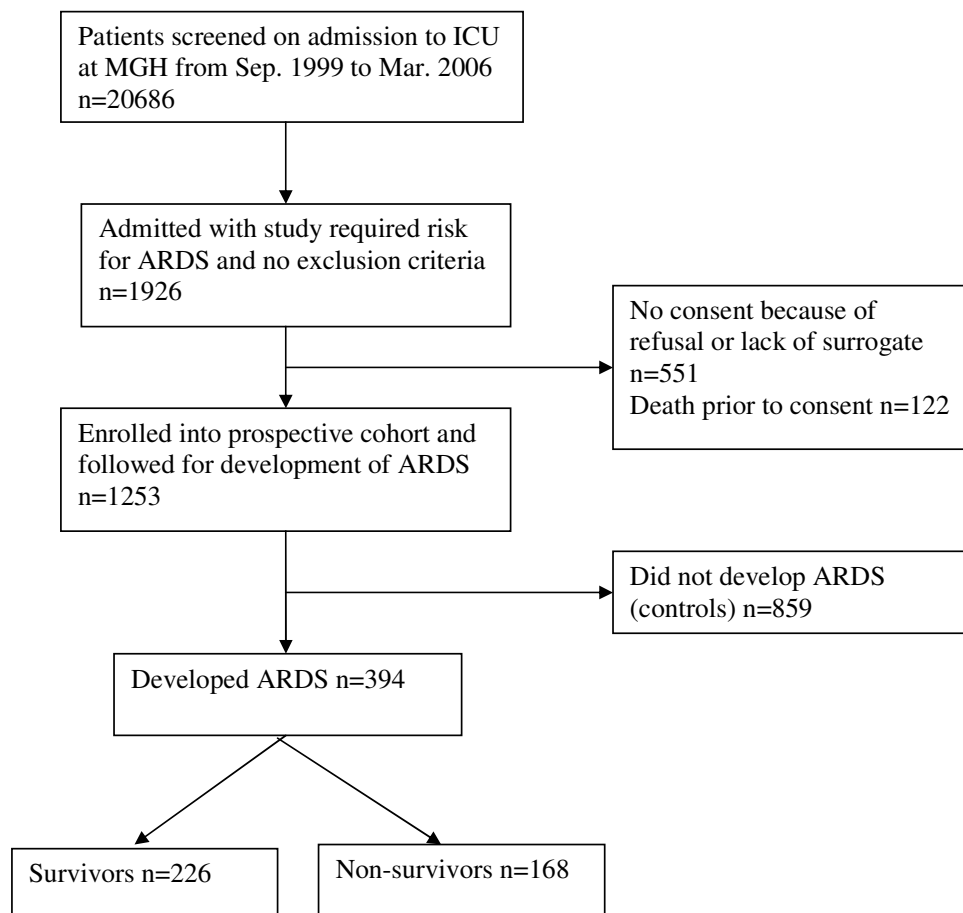 Patients screened on admission to ICU
at MGH from Sep. 1999 to Mar. 2006
n=20686
Admitted with study required risk
for ARDS and no exclusion criteria
n=1926
No consent because of
refusal or lack of surrogate
n=551
Death prior to consent n=122
Enrolled into prospective cohort and
followed for development of ARDS
n=1253
Did not develop ARDS
(controls) n=859
Developed ARDS n=394
Survivors n=226
Non-survivors n=168